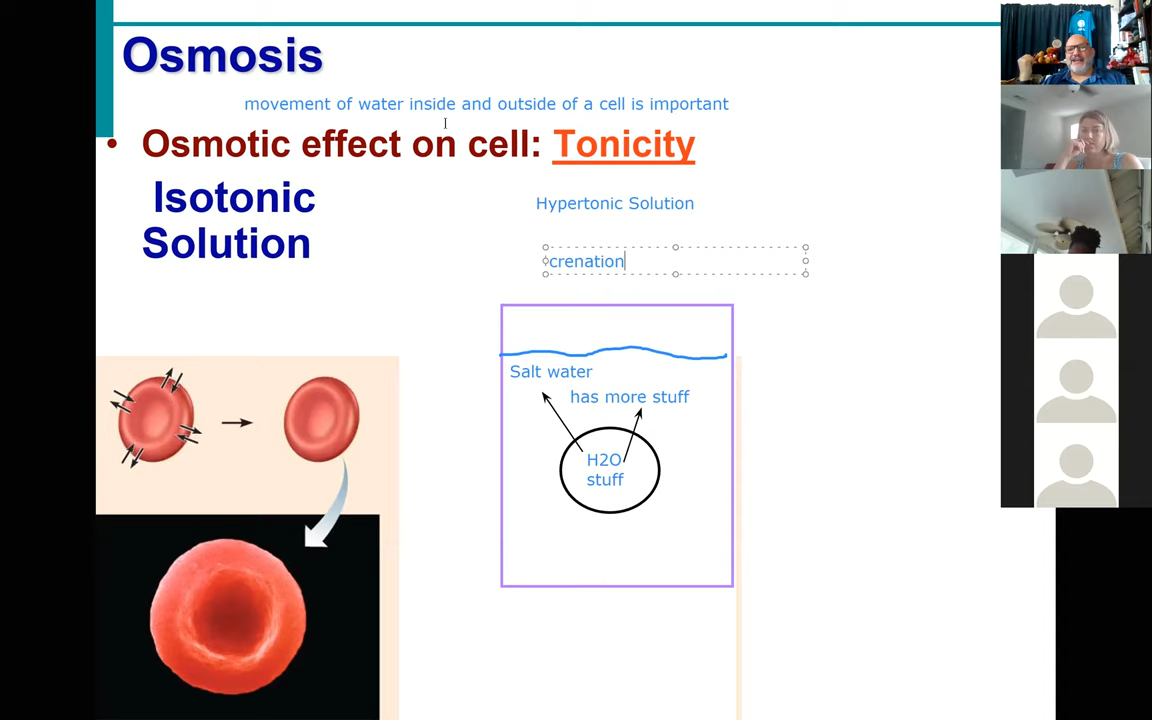 Osmosis
movement of water inside and outside of a cell is important
• Osmotic effect on cell: Tonicity
Isotonic
Solution
Hypertonic Solution
crenation
Salt water
has more stuff
H2O
stuff